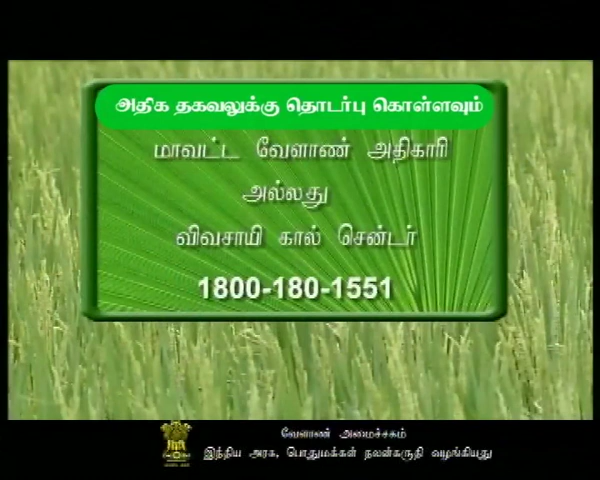 அதிக தகவலுக்கு தொடர்பு கொள்ளவும்
மாவட்ட வேளாண் அதிகாரி
அல்லது
விவசாயி கால் சென்டர்
1800-180-1551
வேளாண் அமைச்சகம்
இந்திய அரசு, பொதுமக்கள் நலன்கருதி வழங்கியது